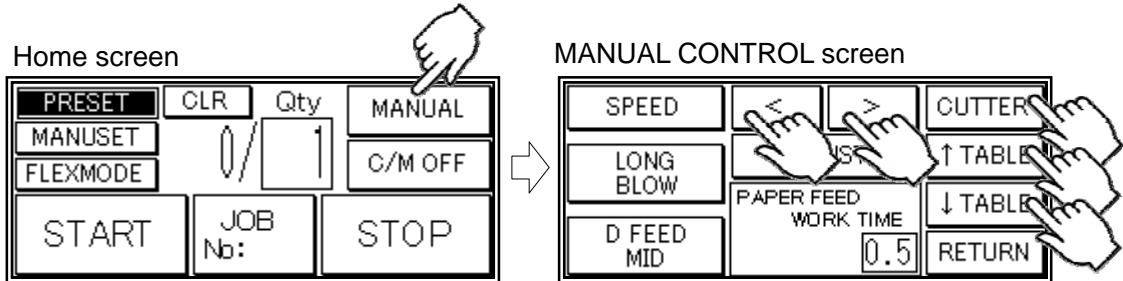 Home screen
PRESET
CLR
Qty
MANUAL
MANUSET
0/ 1
FLEXMODE
C/M OFF
START
JOB
No:
STOP
MANUAL CONTROL screen
SPEED
<
>
CUTTER
LONG
BLOW
↑ TABLE
PAPER FEED
WORK TIME
0.5
↓ TABLE
D FEED
MID
RETURN